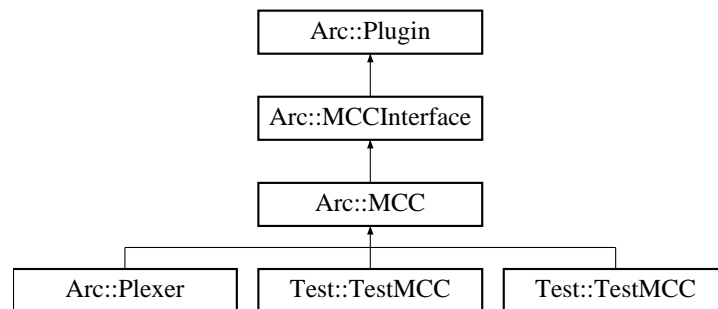 Arc::Plugin
Arc::MCCInterface
Arc::MCC
Arc::Plexer
Test::TestMCC
Test::TestMCC